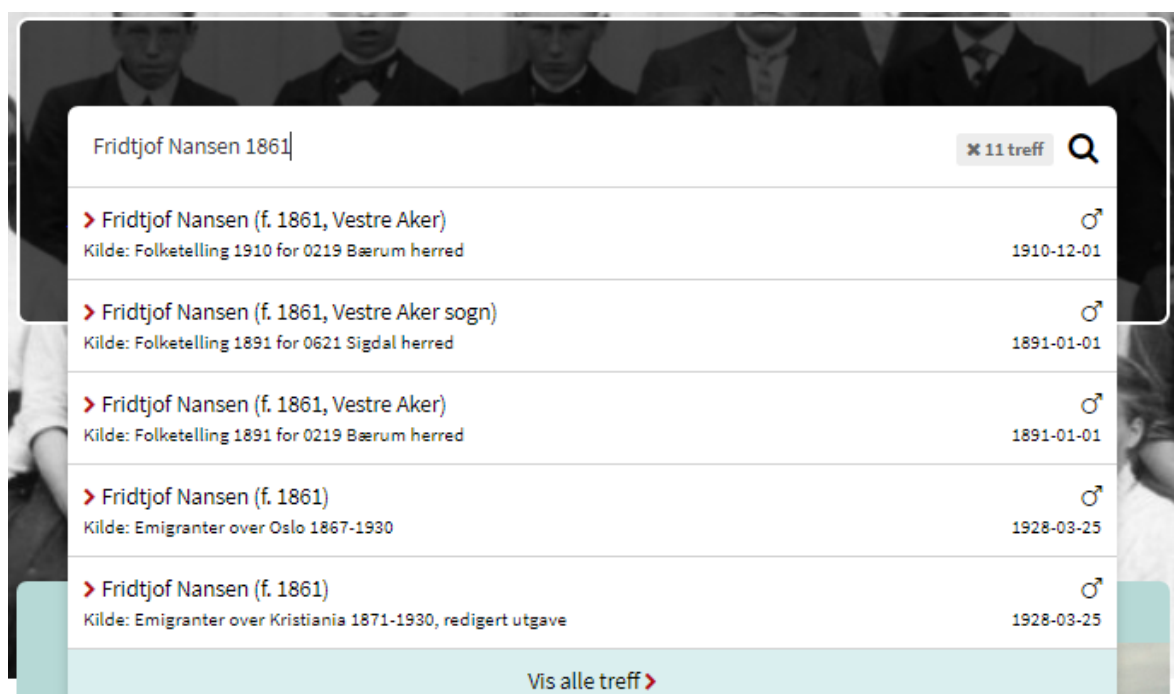 Fridtjof Nansen 1861
✖ 11 treff
Fridtjof Nansen (f. 1861, Vestre Aker)
Kilde: Folketelling 1910 for 0219 Bærum herred
1910-12-01
Fridtjof Nansen (f. 1861, Vestre Aker sogn)
Kilde: Folketelling 1891 for 0621 Sigdal herred
1891-01-01
Fridtjof Nansen (f. 1861, Vestre Aker)
Kilde: Folketelling 1891 for 0219 Bærum herred
1891-01-01
Fridtjof Nansen (f. 1861)
Kilde: Emigranter over Oslo 1867-1930
1928-03-25
Fridtjof Nansen (f. 1861)
Kilde: Emigranter over Kristiania 1871-1930, redigert utgave
1928-03-25
Vis alle treff